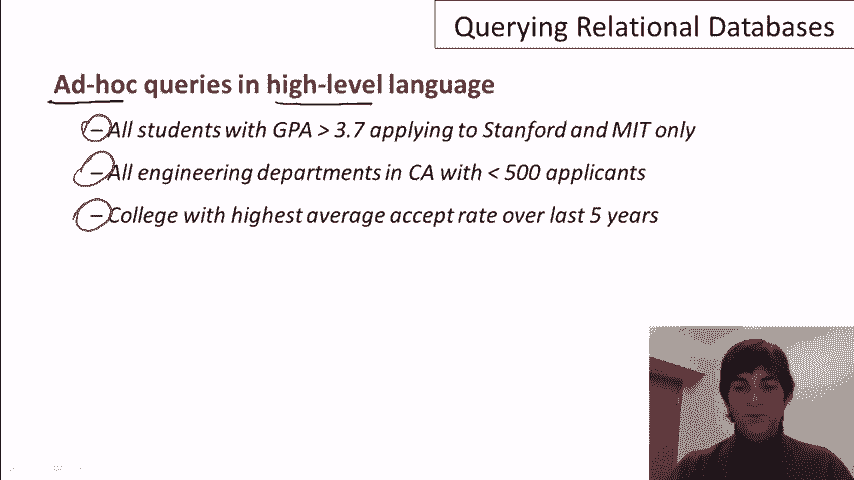 Querying Relational Databases
Ad-hoc queries in high-level language
– All students with GPA > 3.7 applying to Stanford and MIT only
– All engineering departments in CA with < 500 applicants
– College with highest average accept rate over last 5 years